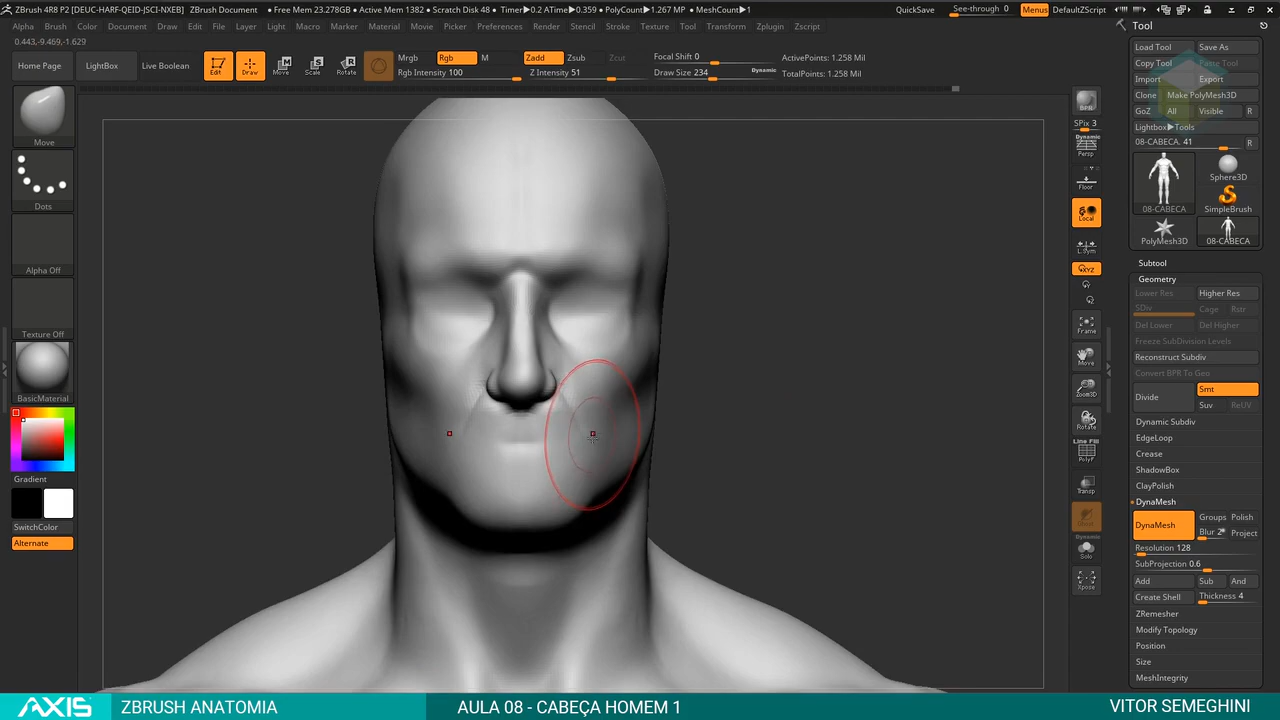 ZBrush 4R8 P2 [DEUC-HARF-QEID-JSCI-NXEB] ZBrush Document • Free Mem 23.278GB • Active Mem 1382 • Scratch Disk 48 • Timer▶0.2 ATime▶0.359 • PolyCount▶1.267 MP • MeshCount▶1 QuickSave See-through 0 Menus DefaultZScript
Alpha Brush Color Document Draw Edit File Layer Light Macro Marker Material Movie Picker Preferences Render Stencil Stroke Texture Tool Transform Zplugin Zscript
0.443,-9.469,-1.629
Home Page LightBox Live Boolean
Edit Draw Move Scale Rotate
Mrgb Rgb M
Rgb Intensity 100
Zadd Zsub Zcut
Z Intensity 51
Focal Shift 0
Draw Size 234 Dynamic
ActivePoints: 1.258 Mil
TotalPoints: 1.258 Mil
Move
Dots
Alpha Off
Texture Off
BasicMaterial
Gradient
SwitchColor
Alternate
BPR
SPix 3
Dynamic
Persp
Floor
Local
L.Sym
XYZ
Frame
Move
Zoom3D
Rotate
Line Fill
PolyF
Transp
Dynamic
Solo
Xpose
Tool
Load Tool Save As
Copy Tool Paste Tool
Import Export
Clone Make PolyMesh3D
GoZ All Visible R
Lightbox▶Tools
08-CABECA. 41 R
08-CABECA Sphere3D
SimpleBrush
PolyMesh3D 08-CABECA
Subtool
Geometry
Lower Res Higher Res
SDiv Cage Rstr
Del Lower Del Higher
Freeze SubDivision Levels
Reconstruct Subdiv
Convert BPR To Geo
Divide Smt
Suv ReUV
Dynamic Subdiv
EdgeLoop
Crease
ShadowBox
ClayPolish
DynaMesh
DynaMesh Groups Polish
Blur 2 Project
Resolution 128
SubProjection 0.6
Add Sub And
Create Shell Thickness 4
ZRemesher
Modify Topology
Position
Size
MeshIntegrity
AXIS ZBRUSH ANATOMIA AULA 08 - CABEÇA HOMEM 1 VITOR SEMEGHINI